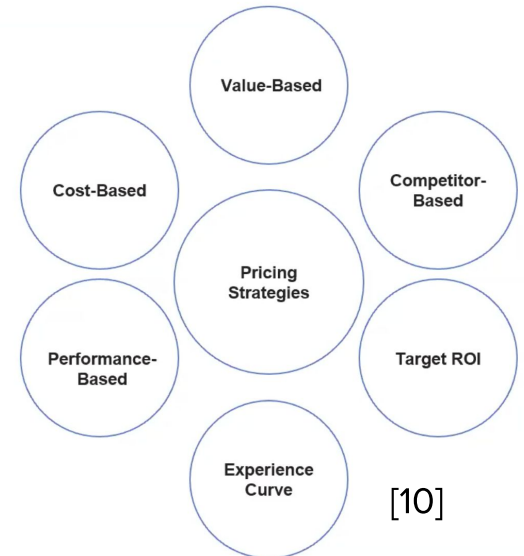 Value-Based
Cost-Based
Competitor-
Based
Pricing
Strategies
Performance-
Based
Target ROI
Experience
Curve
[10]